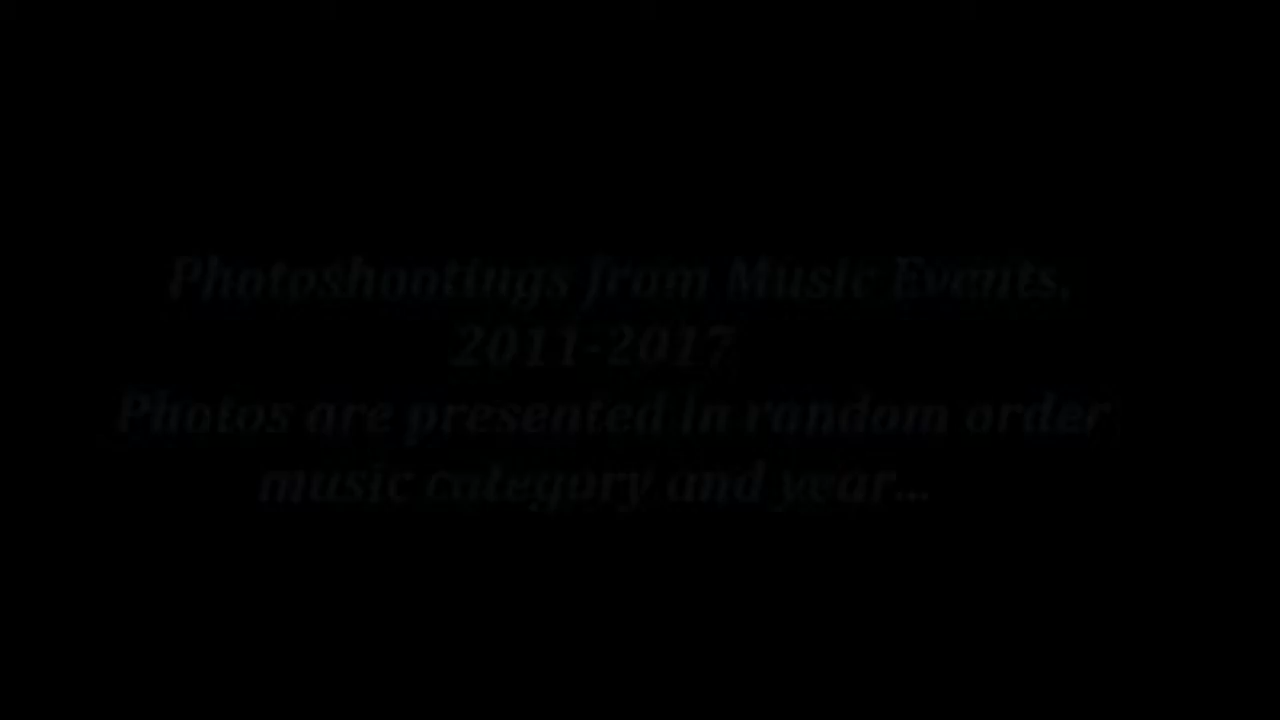 Photoshootings from Music Events,
2011-2017
Photos are presented in random order
music category and year...